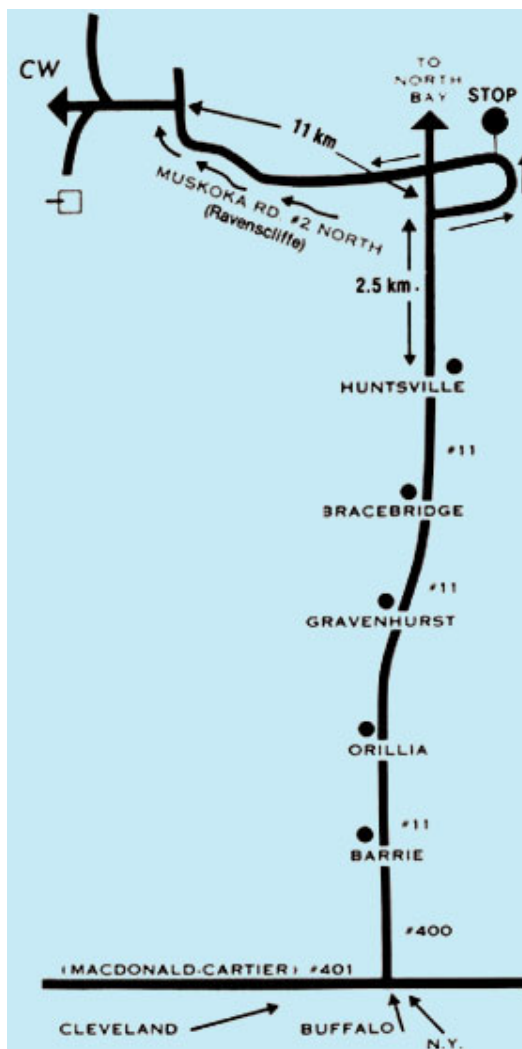 CW
TO
NORTH
BAY
STOP
11 km
MUSKOKA RD. #2 NORTH
(Ravenscliffe)
2.5 km.
HUNTSVILLE
#11
BRACEBRIDGE
#11
GRAVENHURST
ORILLIA
#11
BARRIE
#400
(MACDONALD-CARTIER) #401
CLEVELAND
BUFFALO
N.Y.